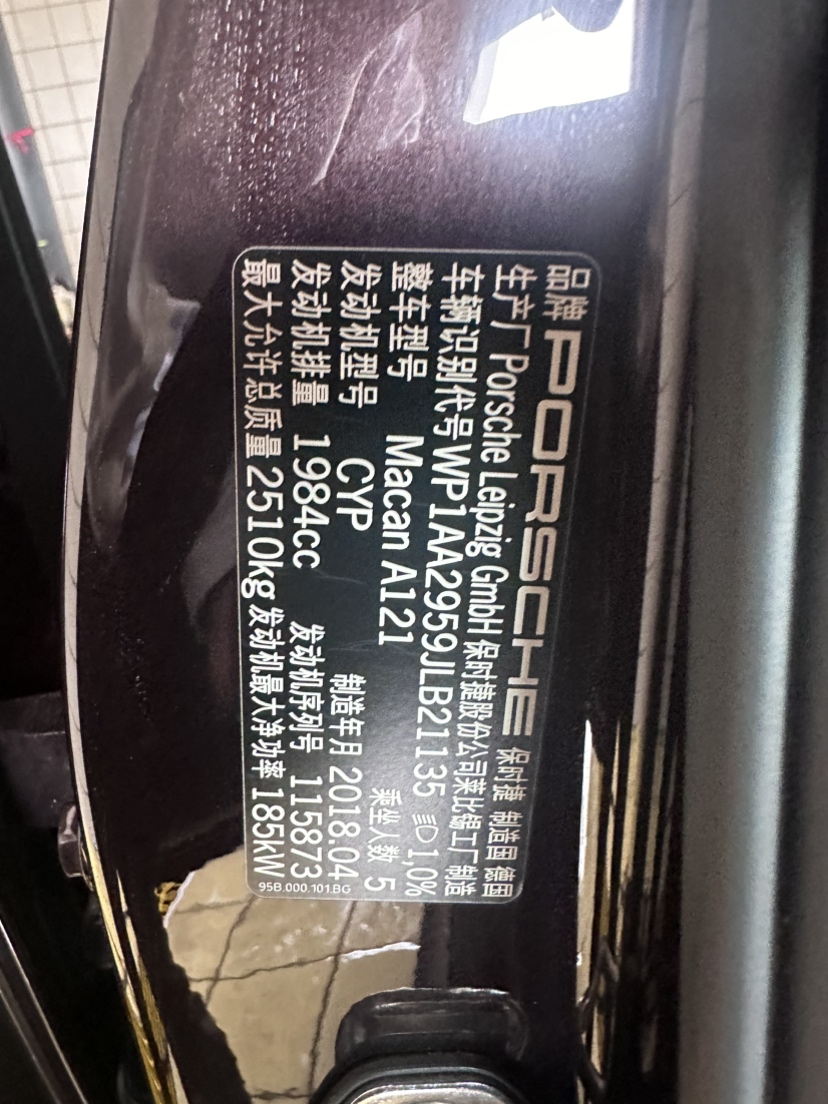 品牌 PORSCHE 保时捷 制造国 德国
生产厂 Porsche Leipzig GmbH 保时捷股份公司莱比锡工厂 制造
车辆识别代号 WP1AA2959JLB21135 1,0%
整车型号 Macan A121 乘坐人数 5
发动机型号 CYP 制造年月 2018.04
发动机排量 1984cc 发动机序列号 115873
最大允许总质量 2510kg 发动机最大净功率 185kW
95B.000.101.BG